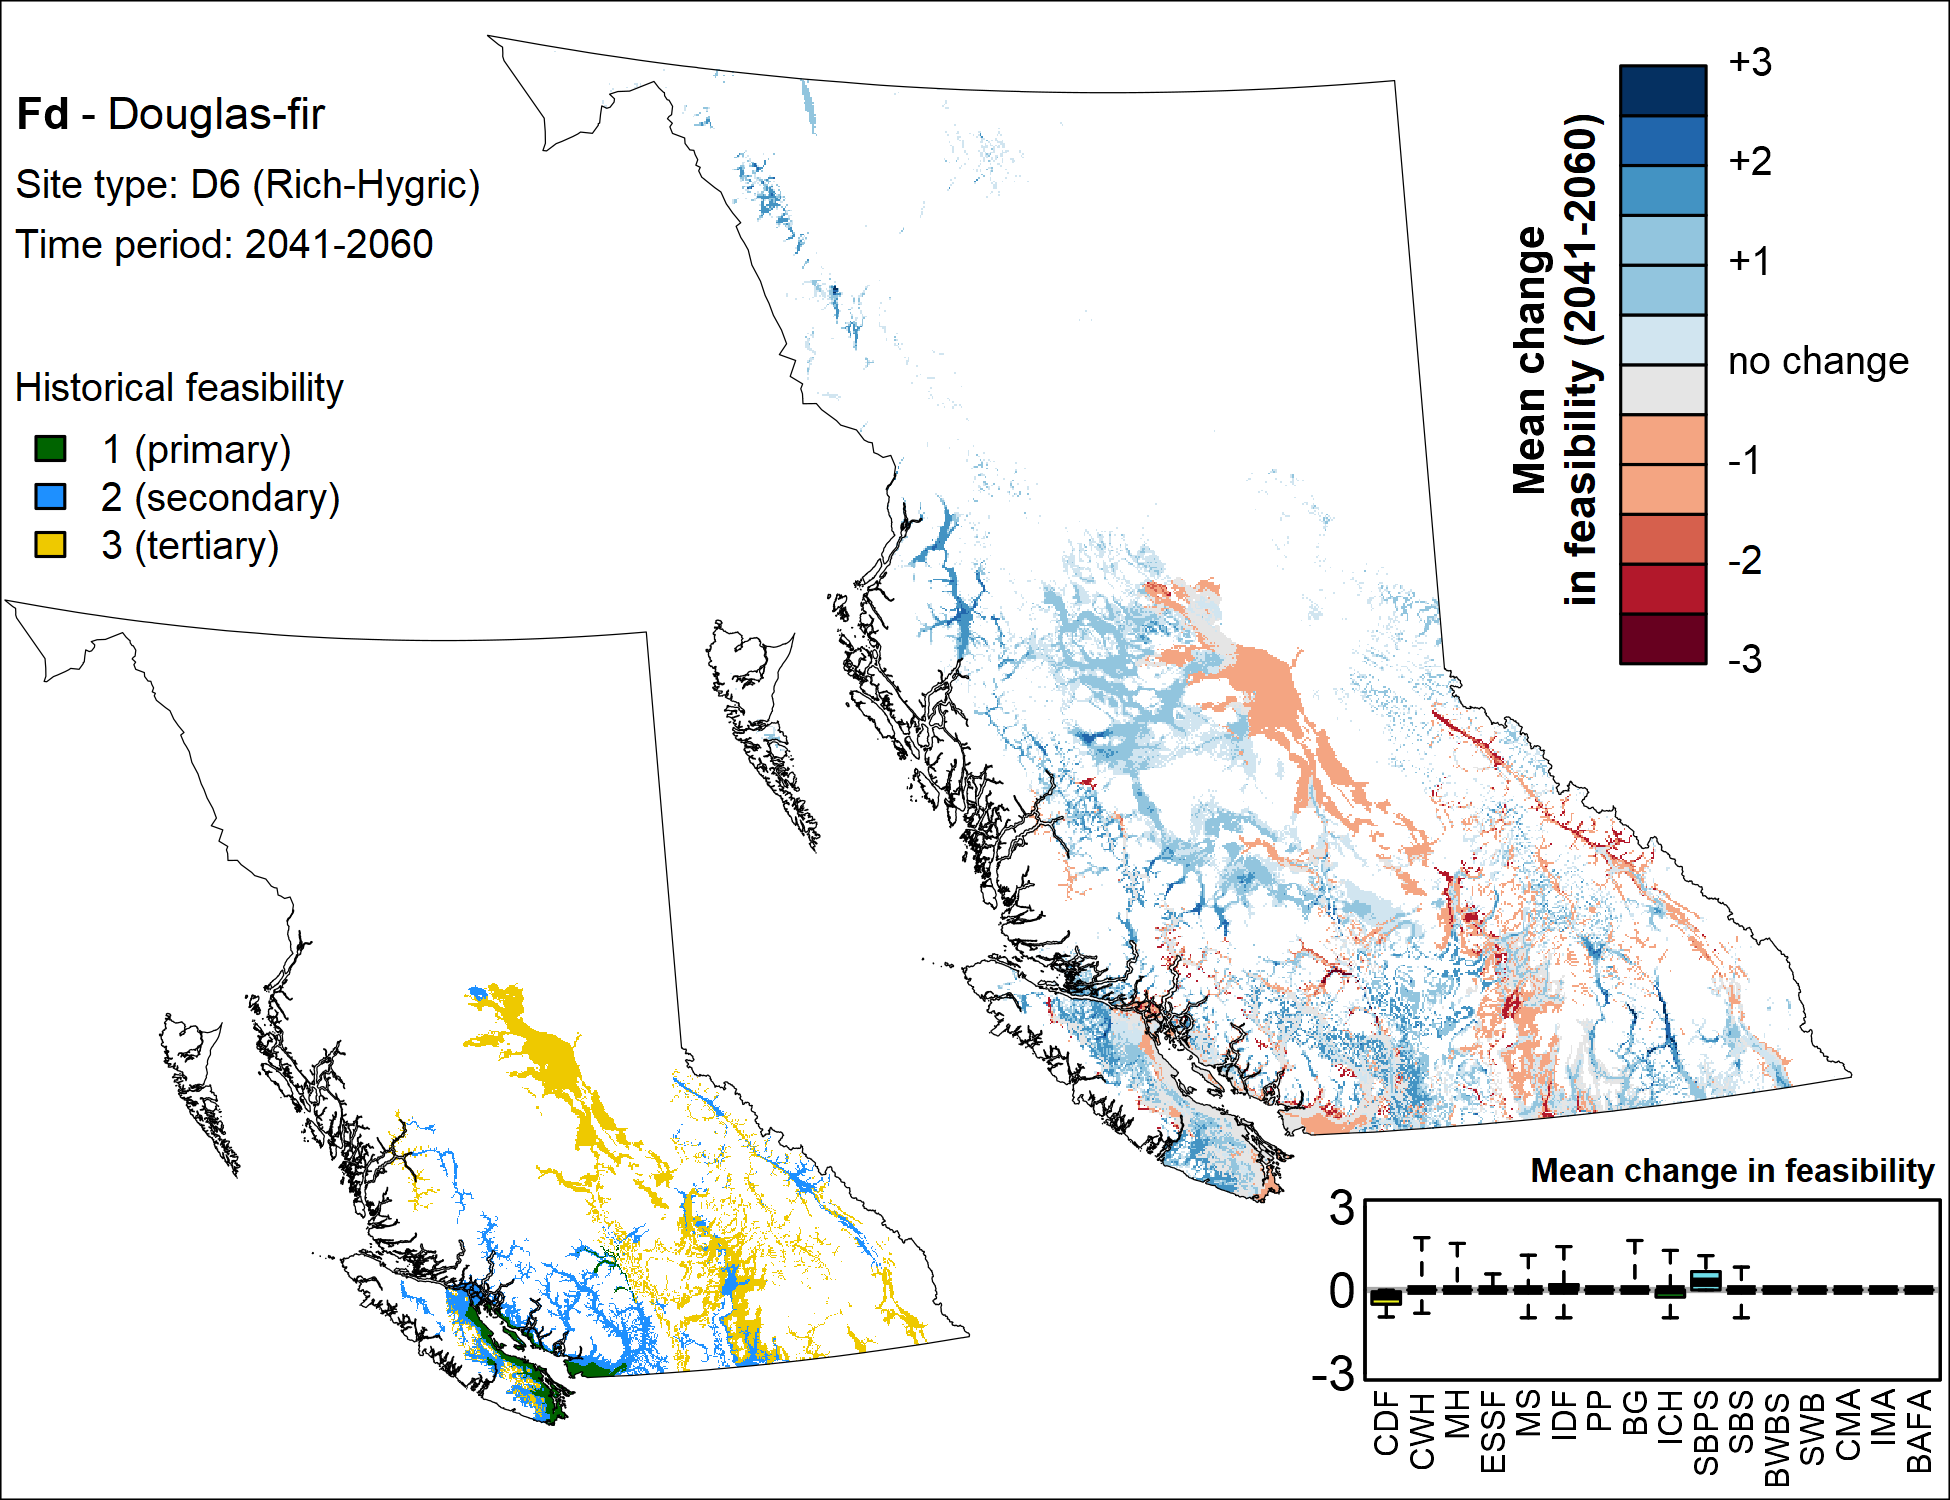 Fd - Douglas-fir
Site type: D6 (Rich-Hygric)
Time period: 2041-2060
Historical feasibility
1 (primary)
2 (secondary)
3 (tertiary)
Mean change
in feasibility (2041-2060)
+3
+2
+1
no change
-1
-2
-3
Mean change in feasibility
3
0
-3
CDF
CWH
MH
ESSF
MS
IDF
PP
BG
ICH
SBPS
SBS
BWBS
SWB
CMA
IMA
BAFA